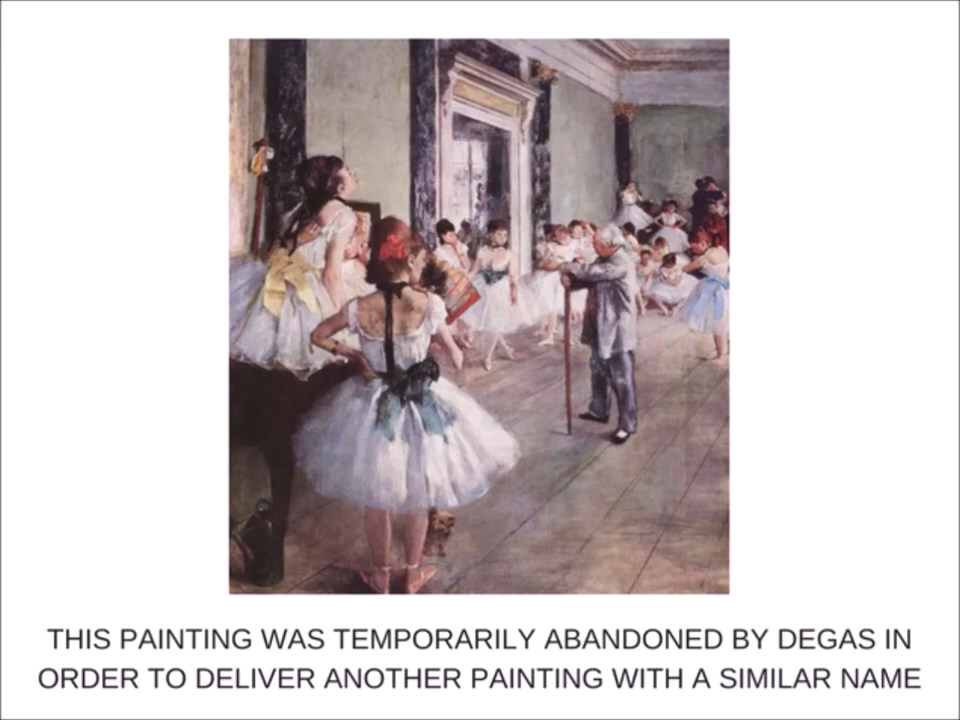 THIS PAINTING WAS TEMPORARILY ABANDONED BY DEGAS IN
ORDER TO DELIVER ANOTHER PAINTING WITH A SIMILAR NAME